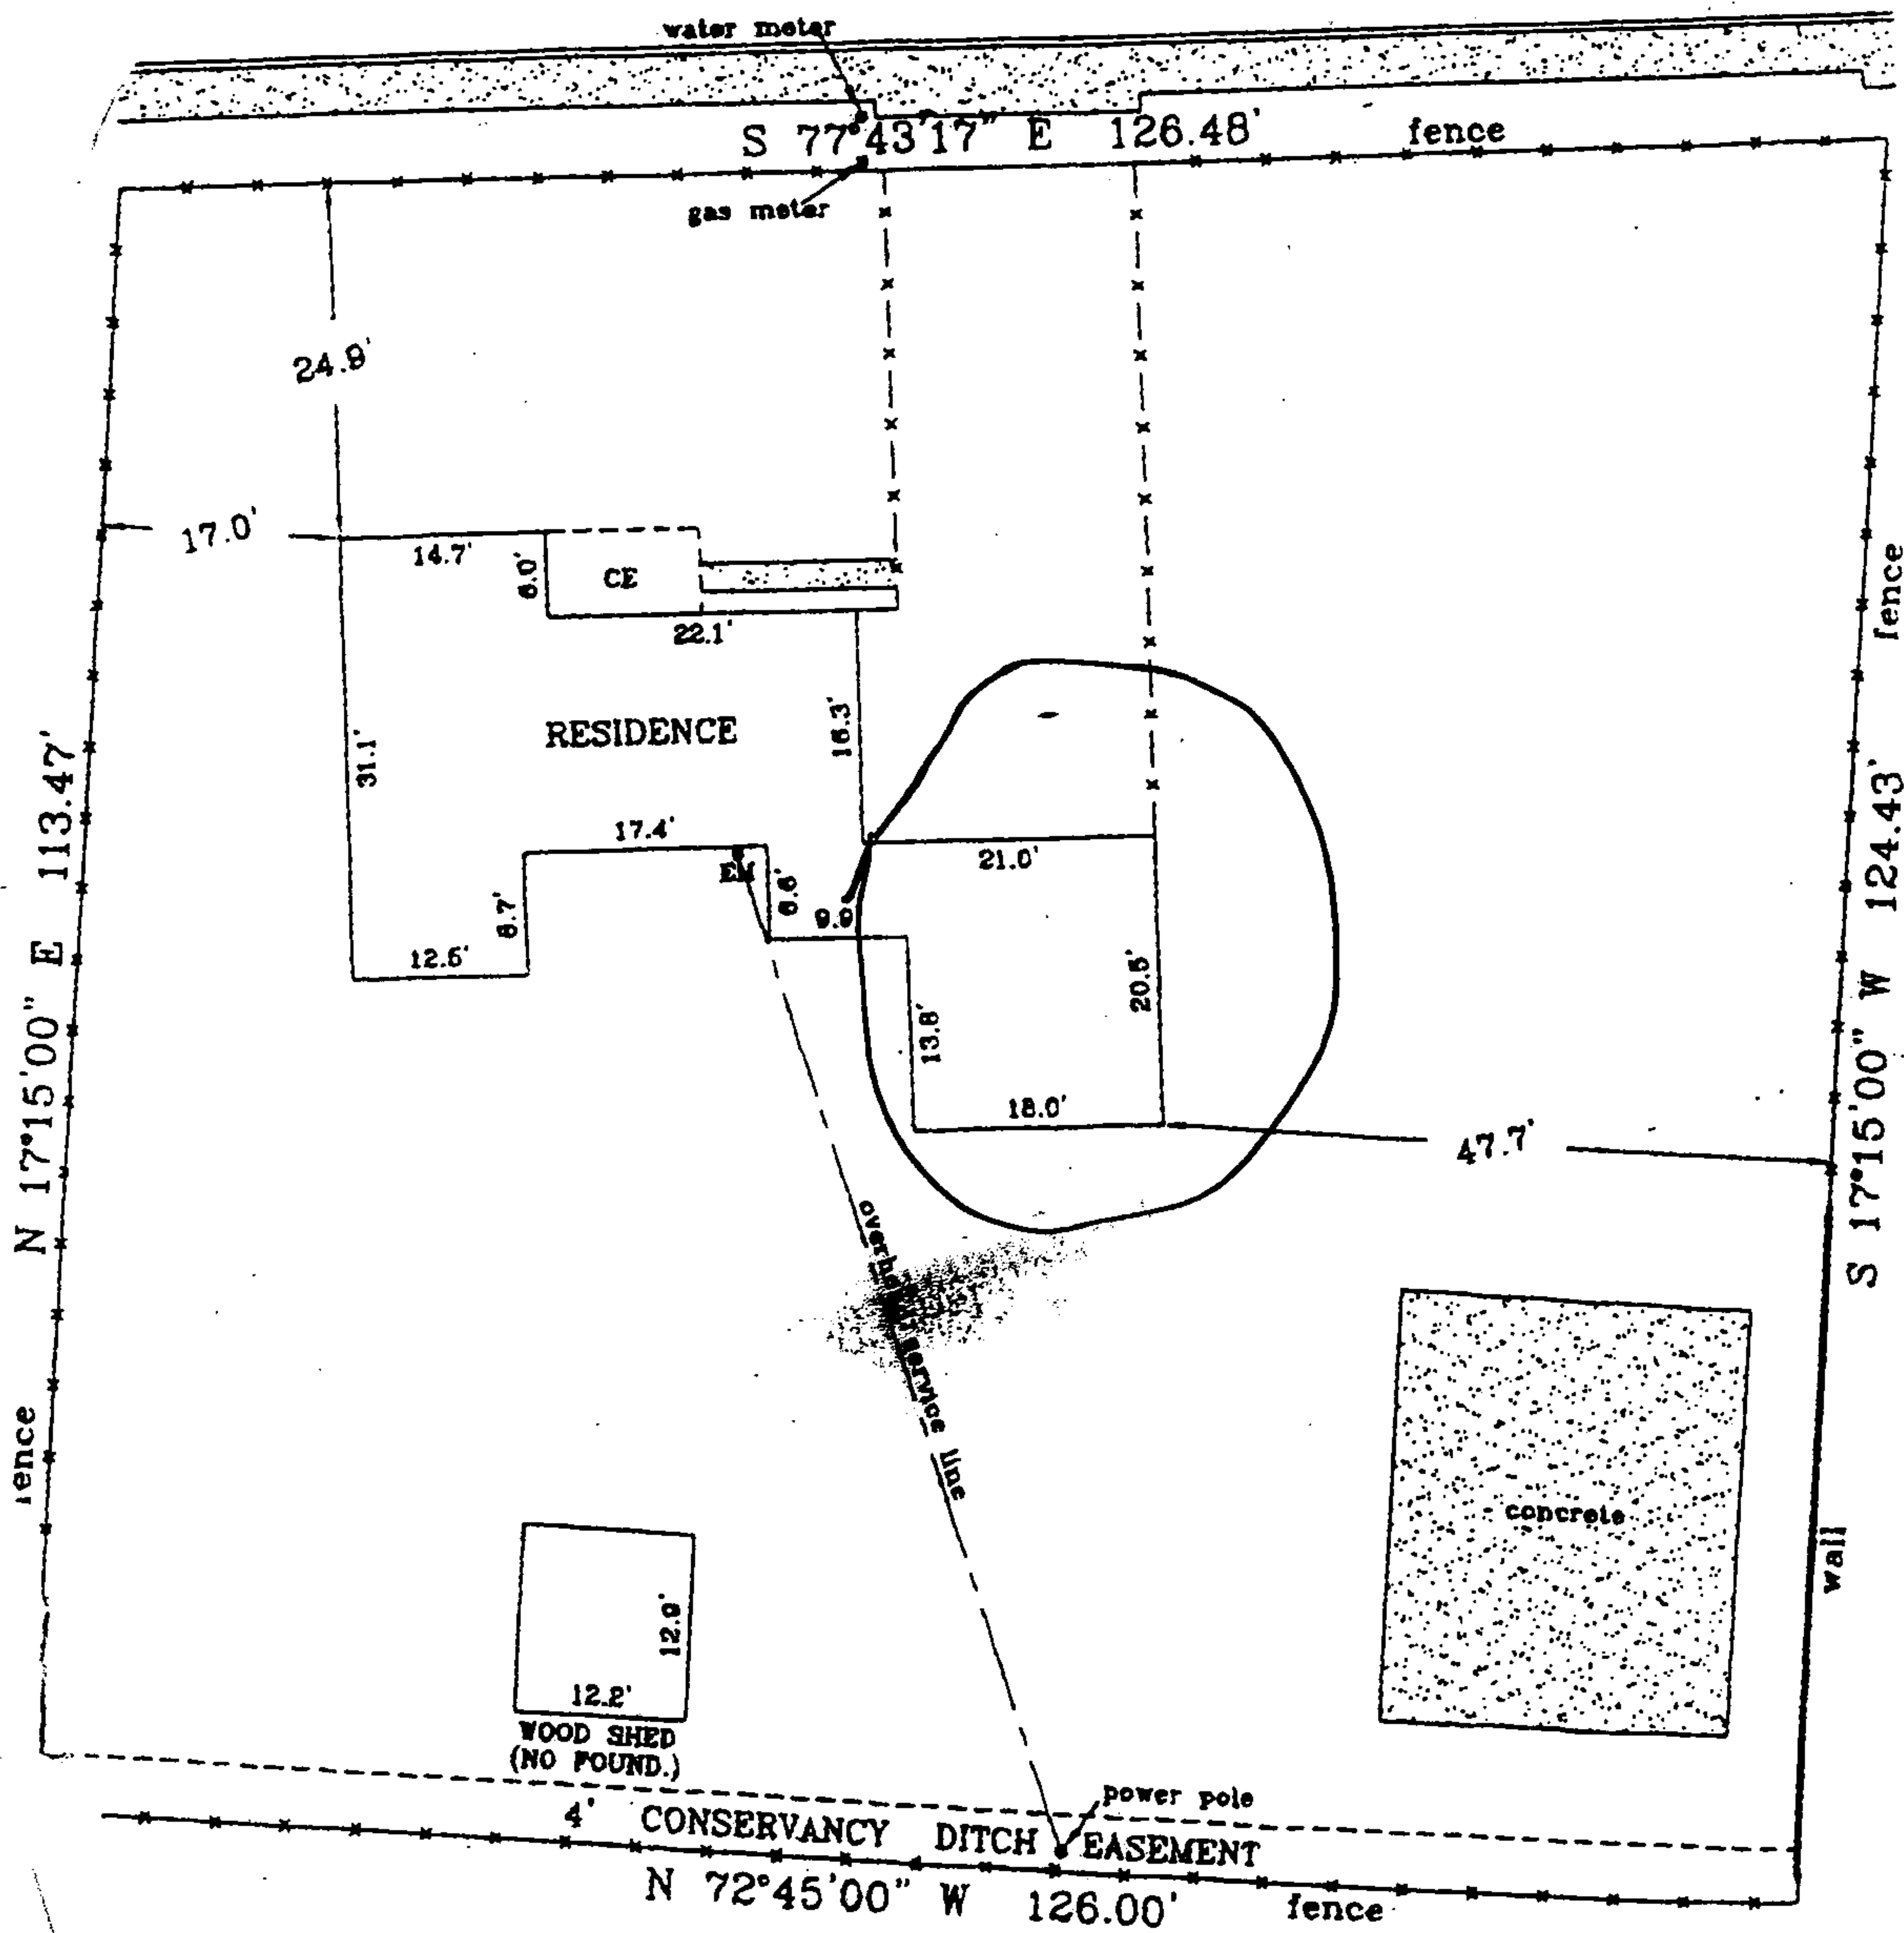 water meter
S 77°43'17" E 126.48'
fence
gas meter
24.9'
17.0'
14.7'
6.0'
CE
22.1'
fence
RESIDENCE
16.3'
31.1'
N 17°15'00" E 113.47'
S 17°15'00" W 124.43'
17.4'
EM
6.6'
21.0'
8.7'
9.9
12.6'
20.5'
13.8'
18.0'
47.7'
overhead service line
fence
concrete
wall
12.9'
12.2'
WOOD SHED
(NO FOUND.)
power pole
4' CONSERVANCY DITCH EASEMENT
N 72°45'00" W 126.00'
fence